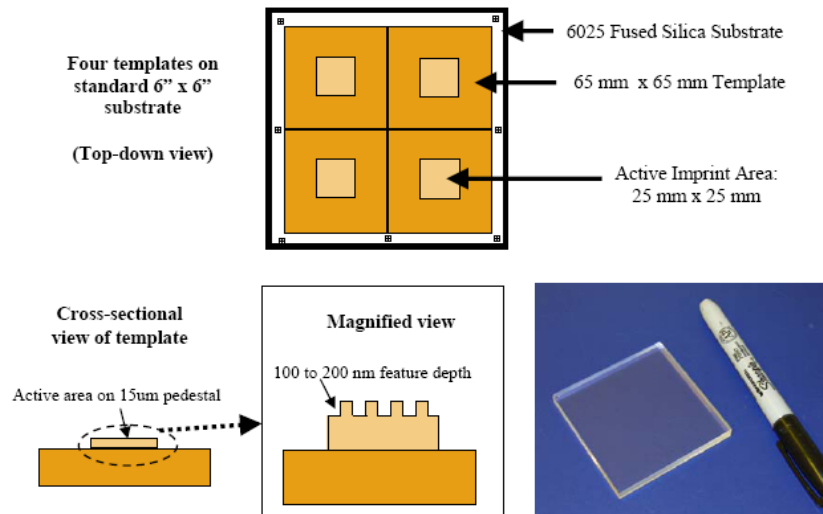 Four templates on
standard 6” x 6”
substrate
(Top-down view)
6025 Fused Silica Substrate
65 mm x 65 mm Template
Active Imprint Area:
25 mm x 25 mm
Cross-sectional
view of template
Active area on 15um pedestal
Magnified view
100 to 200 nm feature depth
Sharpie